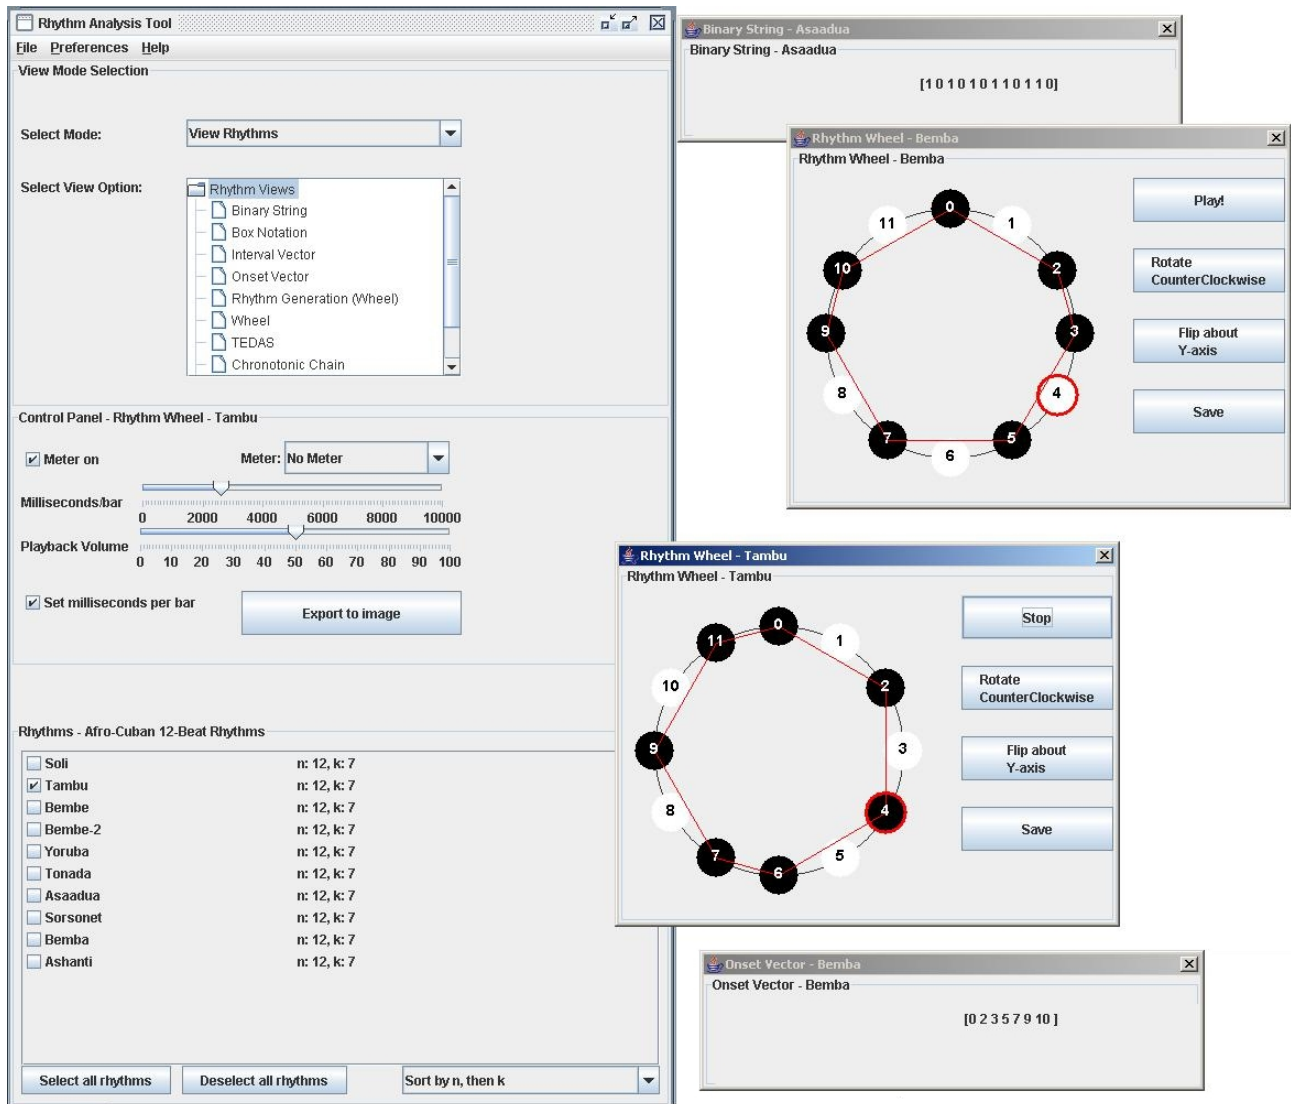 Rhythm Analysis Tool
File Preferences Help
View Mode Selection
Select Mode:
View Rhythms
Select View Option:
Rhythm Views
Binary String
Box Notation
Interval Vector
Onset Vector
Rhythm Generation (Wheel)
Wheel
TEDAS
Chronotonic Chain
Control Panel - Rhythm Wheel - Tambu
Meter on
Meter: No Meter
Milliseconds/bar
0 2000 4000 6000 8000 10000
Playback Volume
0 10 20 30 40 50 60 70 80 90 100
Set milliseconds per bar
Export to image
Rhythms - Afro-Cuban 12-Beat Rhythms
Soli n: 12, k: 7
Tambu n: 12, k: 7
Bembe n: 12, k: 7
Bembe-2 n: 12, k: 7
Yoruba n: 12, k: 7
Tonada n: 12, k: 7
Asaadua n: 12, k: 7
Sorsonet n: 12, k: 7
Bemba n: 12, k: 7
Ashanti n: 12, k: 7
Select all rhythms
Deselect all rhythms
Sort by n, then k
Binary String - Asaadua
Binary String - Asaadua
[1 0 1 0 1 0 1 1 0 1 1 0]
Rhythm Wheel - Bemba
Rhythm Wheel - Bemba
0
1
2
3
4
5
6
7
8
9
10
11
Play!
Rotate
CounterClockwise
Flip about
Y-axis
Save
Rhythm Wheel - Tambu
Rhythm Wheel - Tambu
0
1
2
3
4
5
6
7
8
9
10
11
Stop
Rotate
CounterClockwise
Flip about
Y-axis
Save
Onset Vector - Bemba
Onset Vector - Bemba
[0 2 3 5 7 9 10 ]